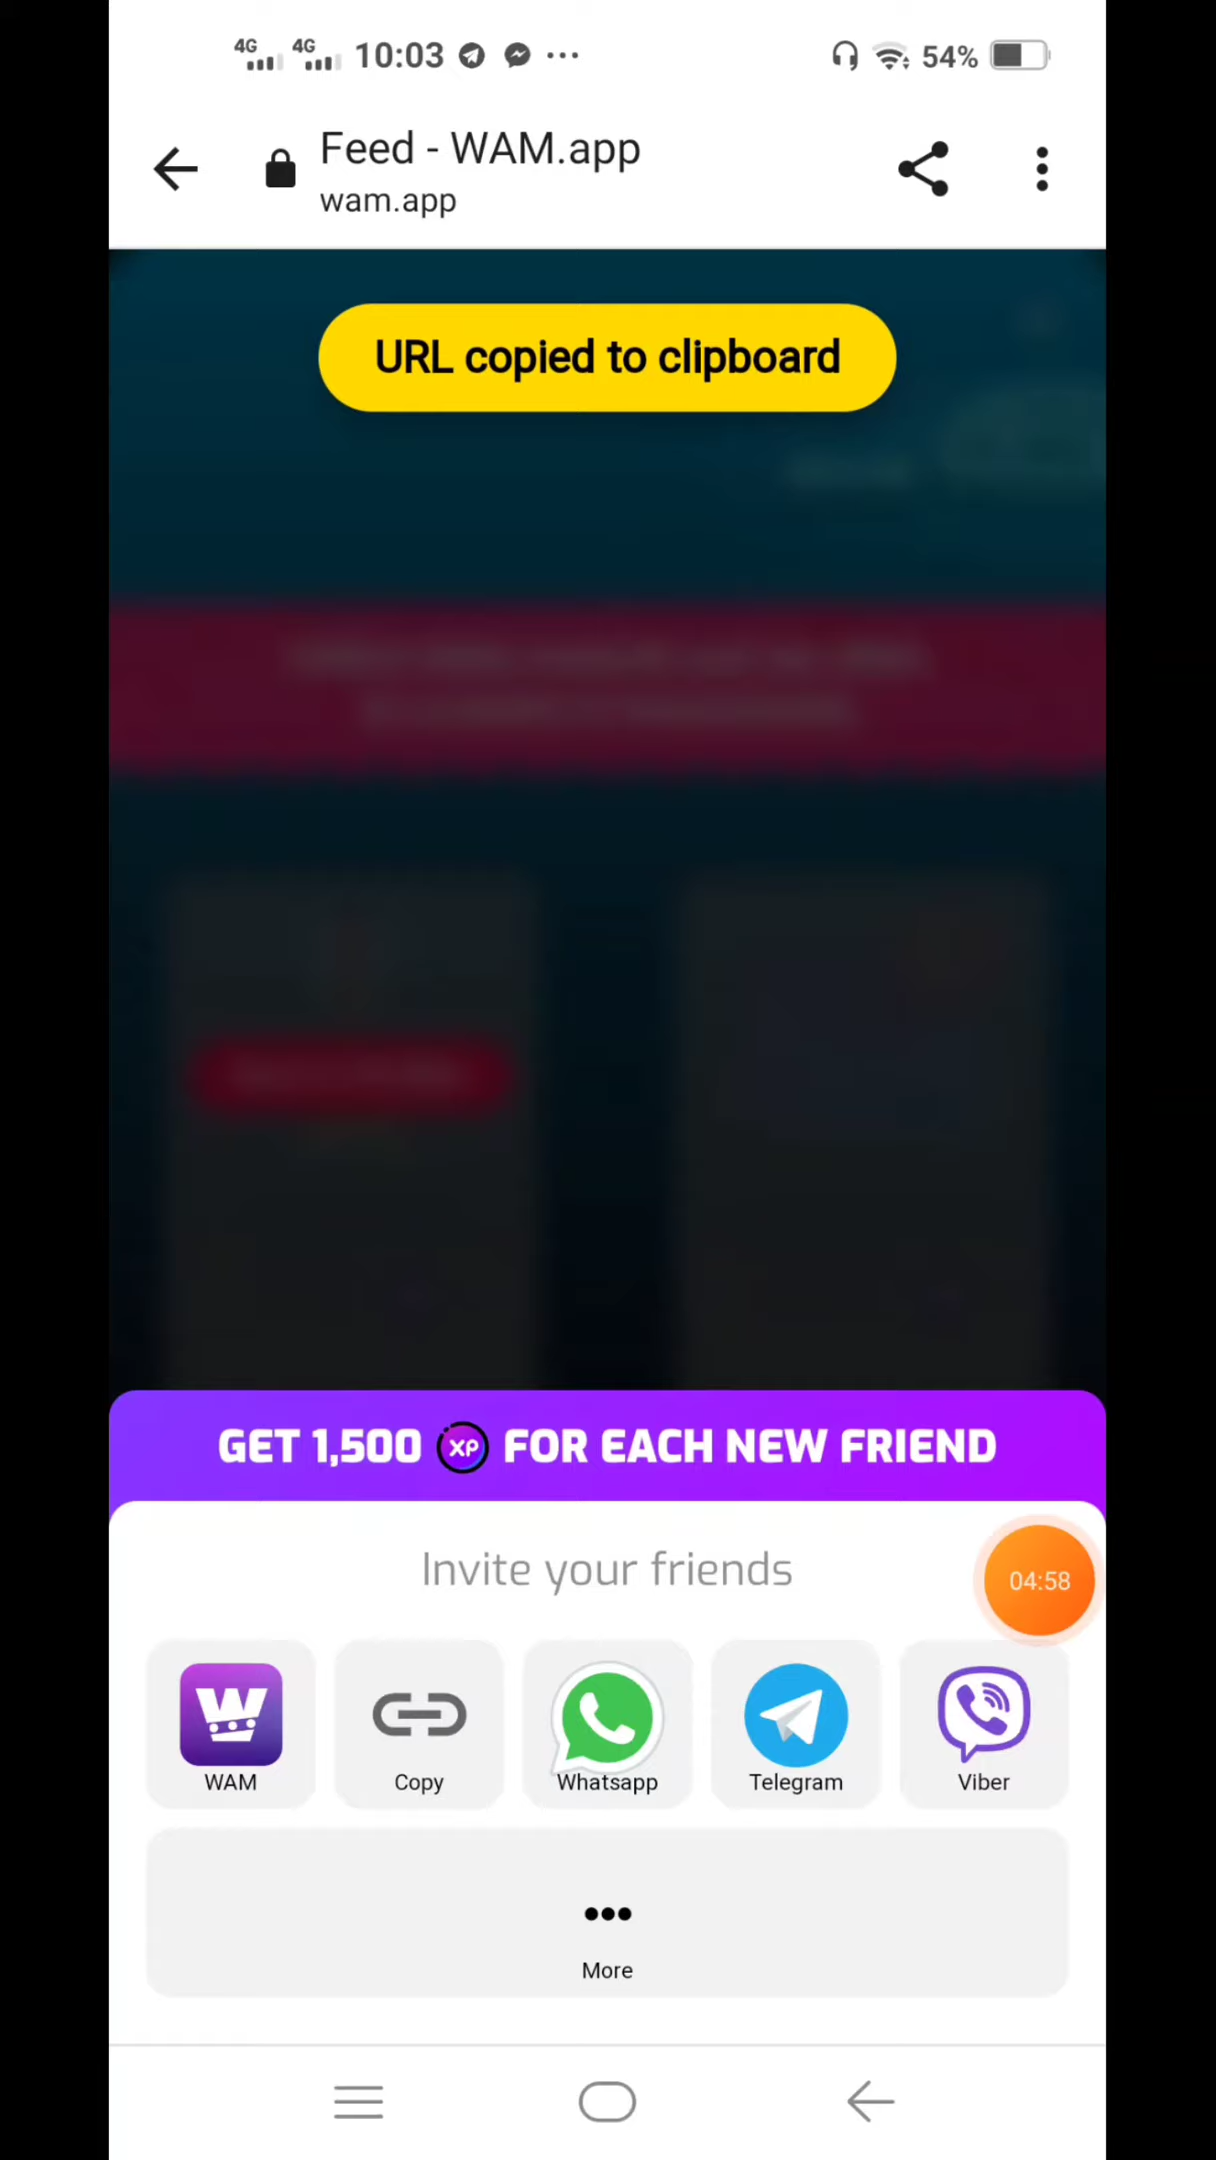 4G 4G 10:03 54%
Feed - WAM.app
wam.app
URL copied to clipboard
GET 1,500 XP FOR EACH NEW FRIEND
Invite your friends
04:58
WAM Copy Whatsapp Telegram Viber
More